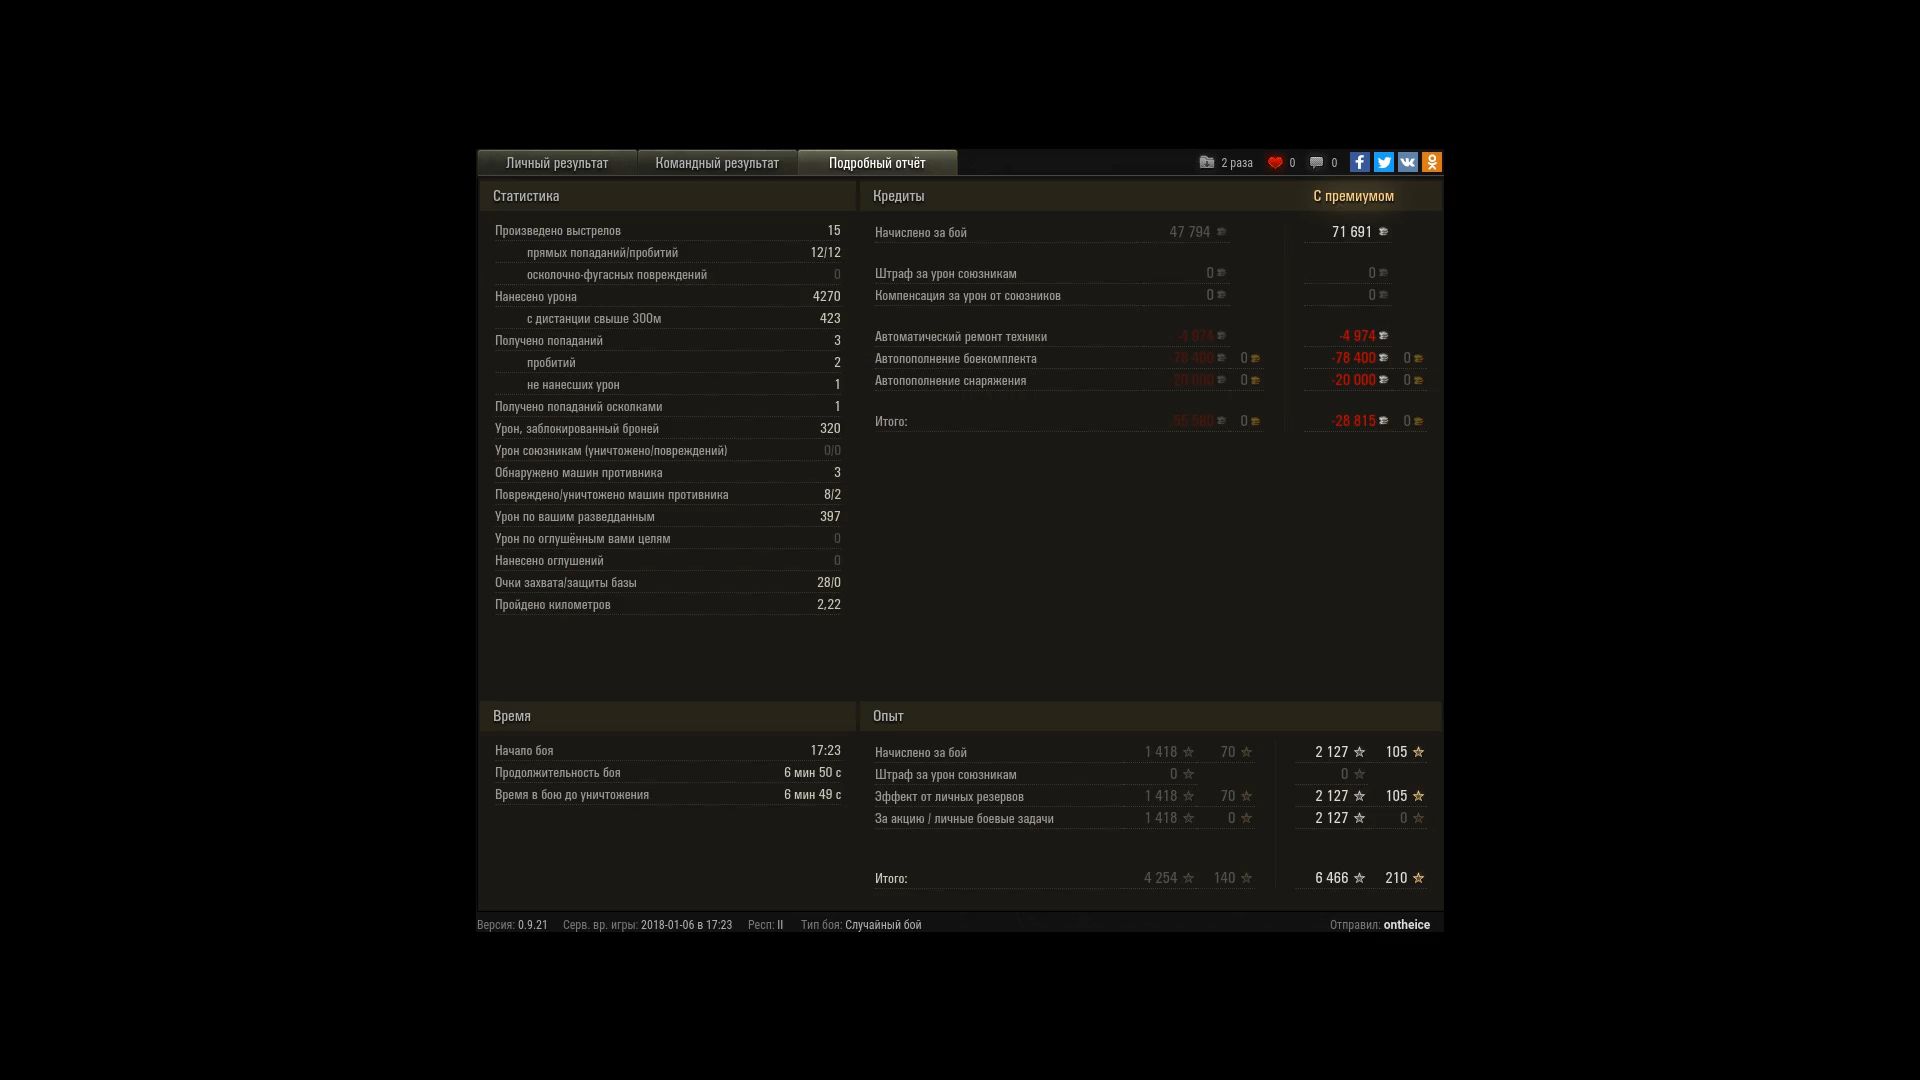 Личный результат Командный результат Подробный отчёт 2 раза 0 0
Статистика
Произведено выстрелов 15
прямых попаданий/пробитий 12/12
осколочно-фугасных повреждений 0
Нанесено урона 4270
с дистанции свыше 300м 423
Получено попаданий 3
пробитий 2
не нанесших урон 1
Получено попаданий осколками 1
Урон, заблокированный броней 320
Урон союзникам (уничтожено/повреждений) 0/0
Обнаружено машин противника 3
Повреждено/уничтожено машин противника 8/2
Урон по вашим разведданным 397
Урон по оглушённым вами целям 0
Нанесено оглушений 0
Очки захвата/защиты базы 28/0
Пройдено километров 2,22
Кредиты С премиумом
Начислено за бой 47 794 71 691
Штраф за урон союзникам 0 0
Компенсация за урон от союзников 0 0
Автоматический ремонт техники -4 974 -4 974
Автопополнение боекомплекта -78 400 0 -78 400 0
Автопополнение снаряжения -20 000 0 -20 000 0
Итого: -55 580 0 -28 815 0
Время
Начало боя 17:23
Продолжительность боя 6 мин 50 с
Время в бою до уничтожения 6 мин 49 с
Опыт
Начислено за бой 1 418 70 2 127 105
Штраф за урон союзникам 0 0
Эффект от личных резервов 1 418 70 2 127 105
За акцию / личные боевые задачи 1 418 0 2 127 0
Итого: 4 254 140 6 466 210
Версия: 0.9.21 Серв. вр. игры: 2018-01-06 в 17:23 Респ: II Тип боя: Случайный бой Отправил: ontheice